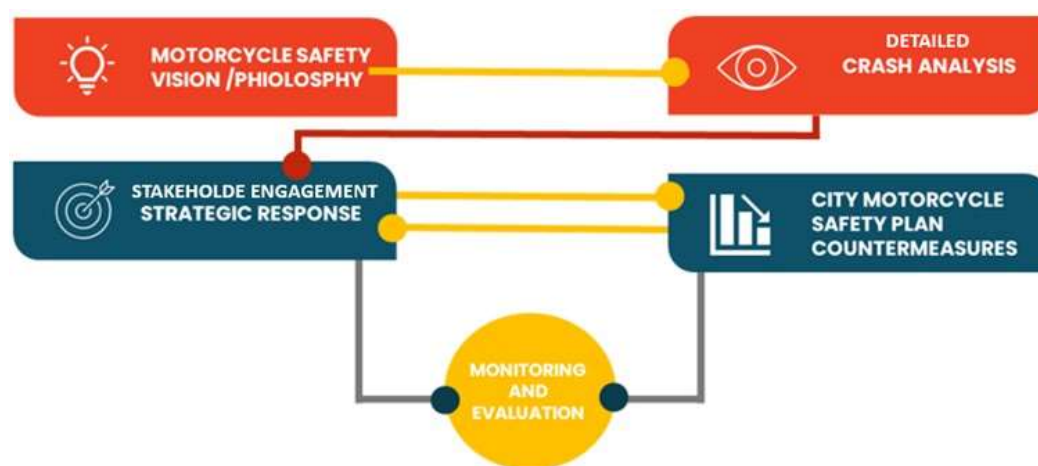 MOTORCYCLE SAFETY
VISION /PHIOLOSPHY
DETAILED
CRASH ANALYSIS
STAKEHOLDE ENGAGEMENT
STRATEGIC RESPONSE
CITY MOTORCYCLE
SAFETY PLAN
COUNTERMEASURES
MONITORING
AND
EVALUATION